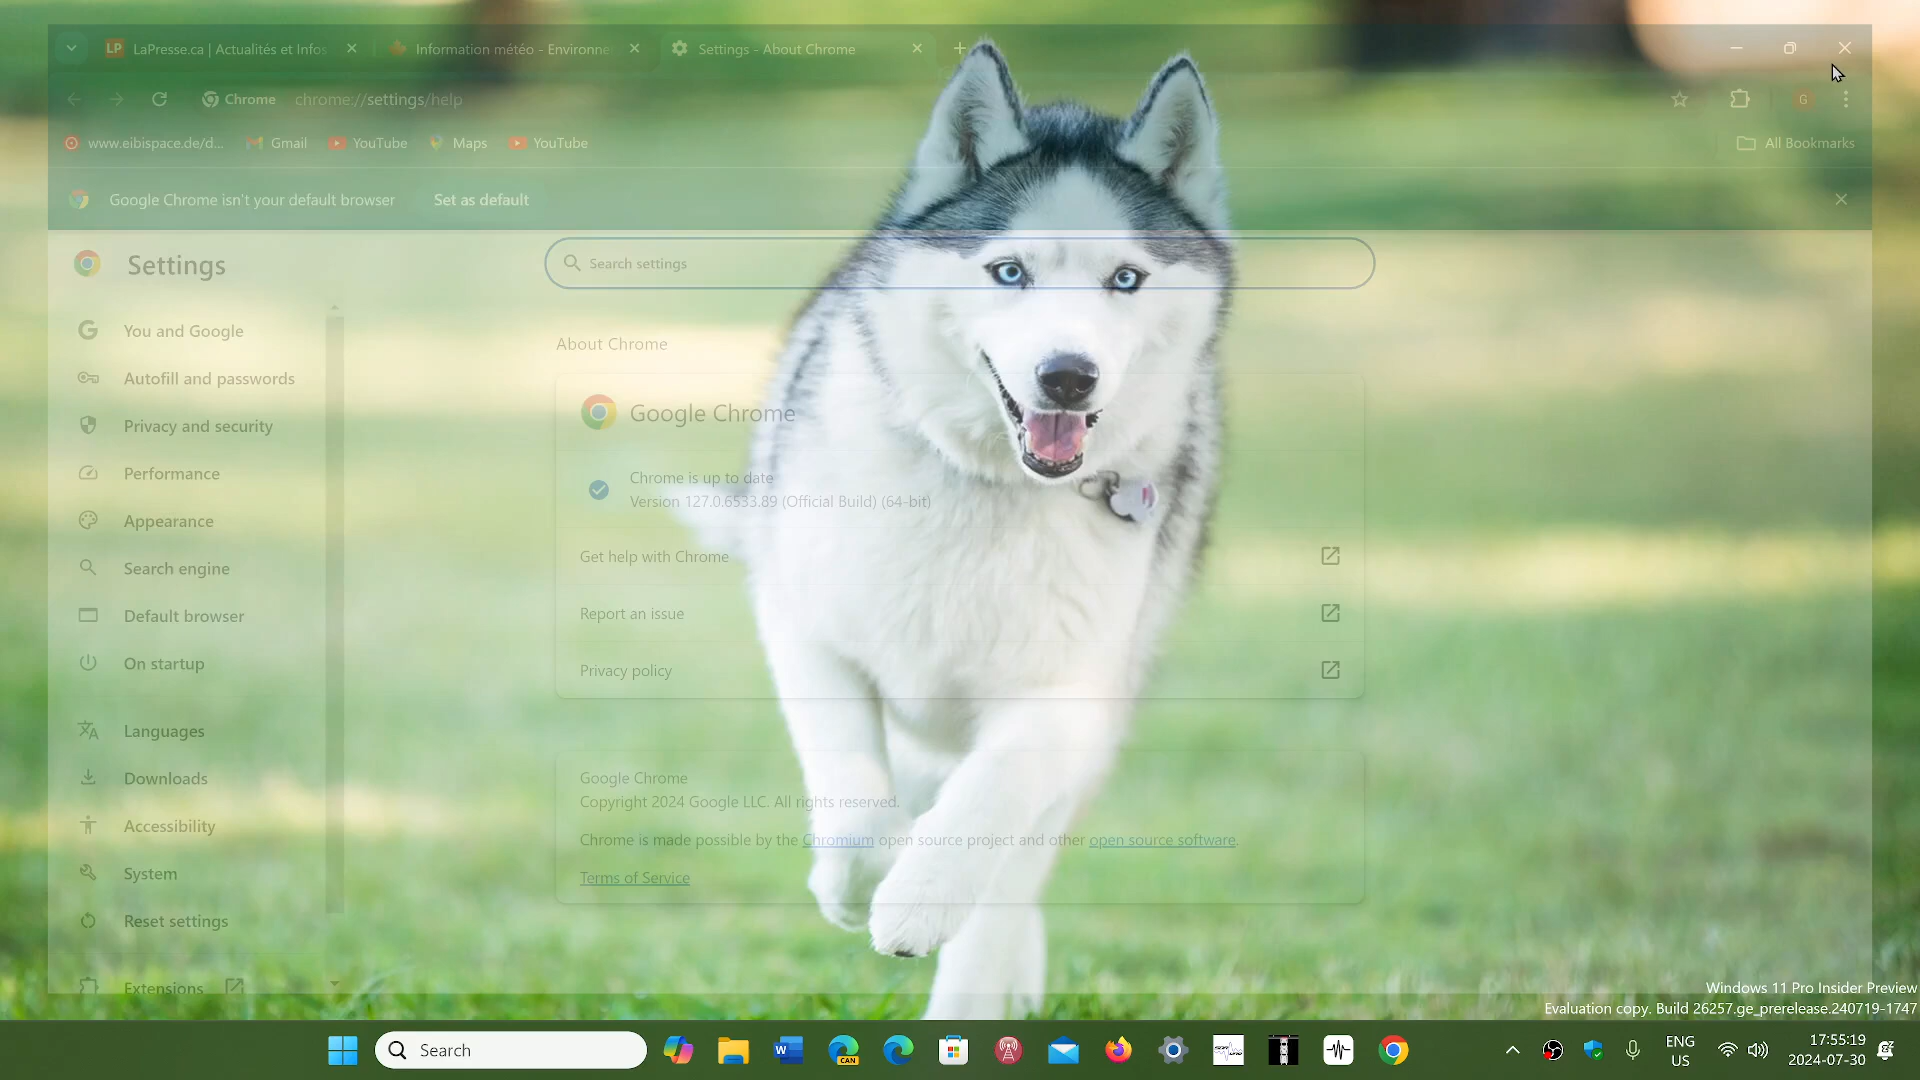 LP LaPresse.ca | Actualités et Infos
Information météo - Environne
Settings - About Chrome
Chrome chrome://settings/help
G
www.eibispace.de/d... Gmail YouTube Maps YouTube
All Bookmarks
Google Chrome isn't your default browser Set as default
Settings
Search settings
You and Google
Autofill and passwords
Privacy and security
Performance
Appearance
Search engine
Default browser
On startup
Languages
Downloads
Accessibility
System
Reset settings
Extensions
About Chrome
Google Chrome
Chrome is up to date
Version 127.0.6533.89 (Official Build) (64-bit)
Get help with Chrome
Report an issue
Privacy policy
Google Chrome
Copyright 2024 Google LLC. All rights reserved.
Chrome is made possible by the Chromium open source project and other open source software.
Terms of Service
Windows 11 Pro Insider Preview
Evaluation copy. Build 26257.ge_prerelease.240719-1747
Search
W
CAN
ENG
US
17:55:19
2024-07-30